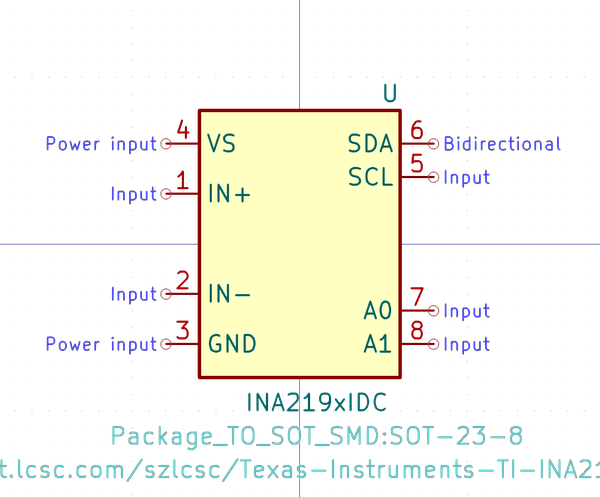 U
Power input 4 VS SDA 6 Bidirectional
SCL 5 Input
Input 1 IN+
Input 2 IN-
A0 7 Input
Power input 3 GND A1 8 Input
INA219xIDC
Package_TO_SOT_SMD:SOT-23-8
t.lcsc.com/szlcsc/Texas-Instruments-TI-INA21